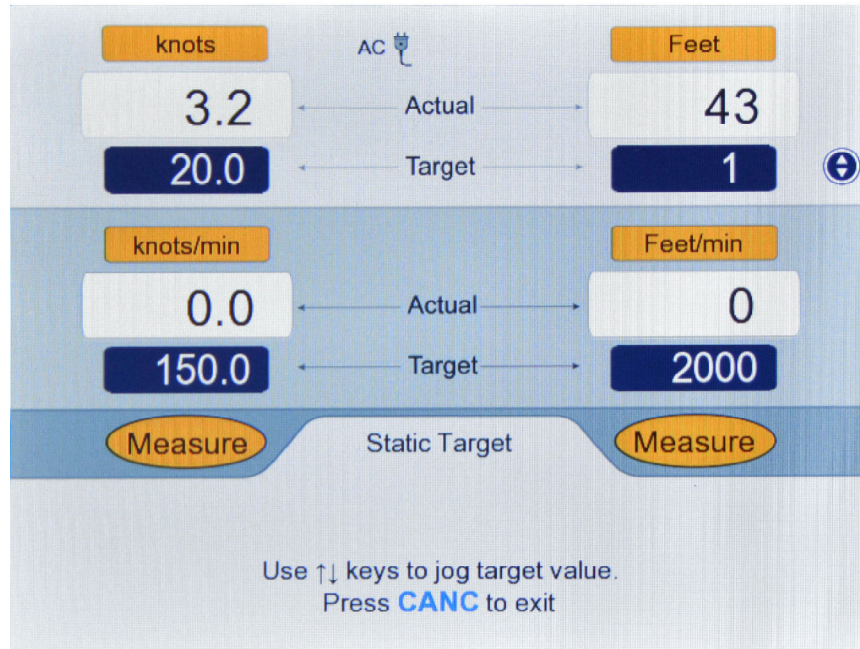 knots AC Feet
3.2 Actual 43
20.0 Target 1
knots/min Feet/min
0.0 Actual 0
150.0 Target 2000
Measure Static Target Measure
Use ↑↓ keys to jog target value.
Press CANC to exit